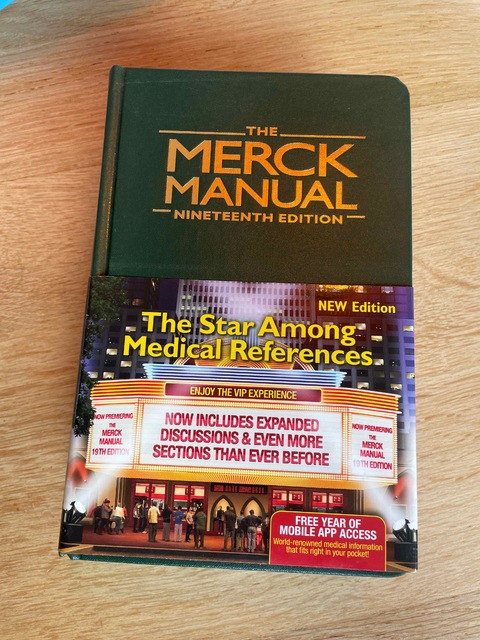 THE
MERCK
MANUAL
NINETEENTH EDITION
NEW Edition
The Star Among
Medical References
ENJOY THE VIP EXPERIENCE
NOW PREMIERING
THE
MERCK
MANUAL
19TH EDITION
NOW INCLUDES EXPANDED
DISCUSSIONS & EVEN MORE
SECTIONS THAN EVER BEFORE
NOW PREMIERING
THE
MERCK
MANUAL
19TH EDITION
FREE YEAR OF
MOBILE APP ACCESS
World-renowned medical information
that fits right in your pocket!